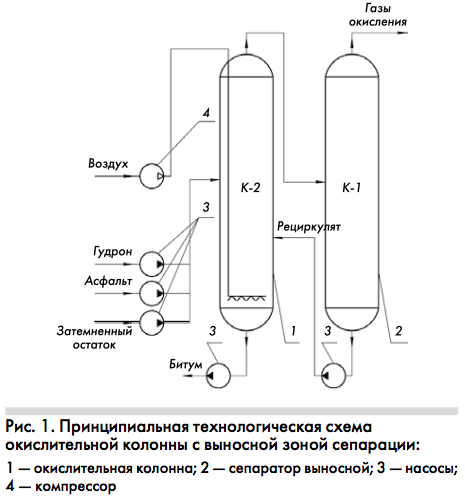 Газы
окисления
4
Воздух
К-2
К-1
3
Рециркулят
Гудрон
Асфальт
Затемненный
остаток
3
1
3
2
Битум
Рис. 1. Принципиальная технологическая схема
окислительной колонны с выносной зоной сепарации:
1 — окислительная колонна; 2 — сепаратор выносной; 3 — насосы;
4 — компрессор